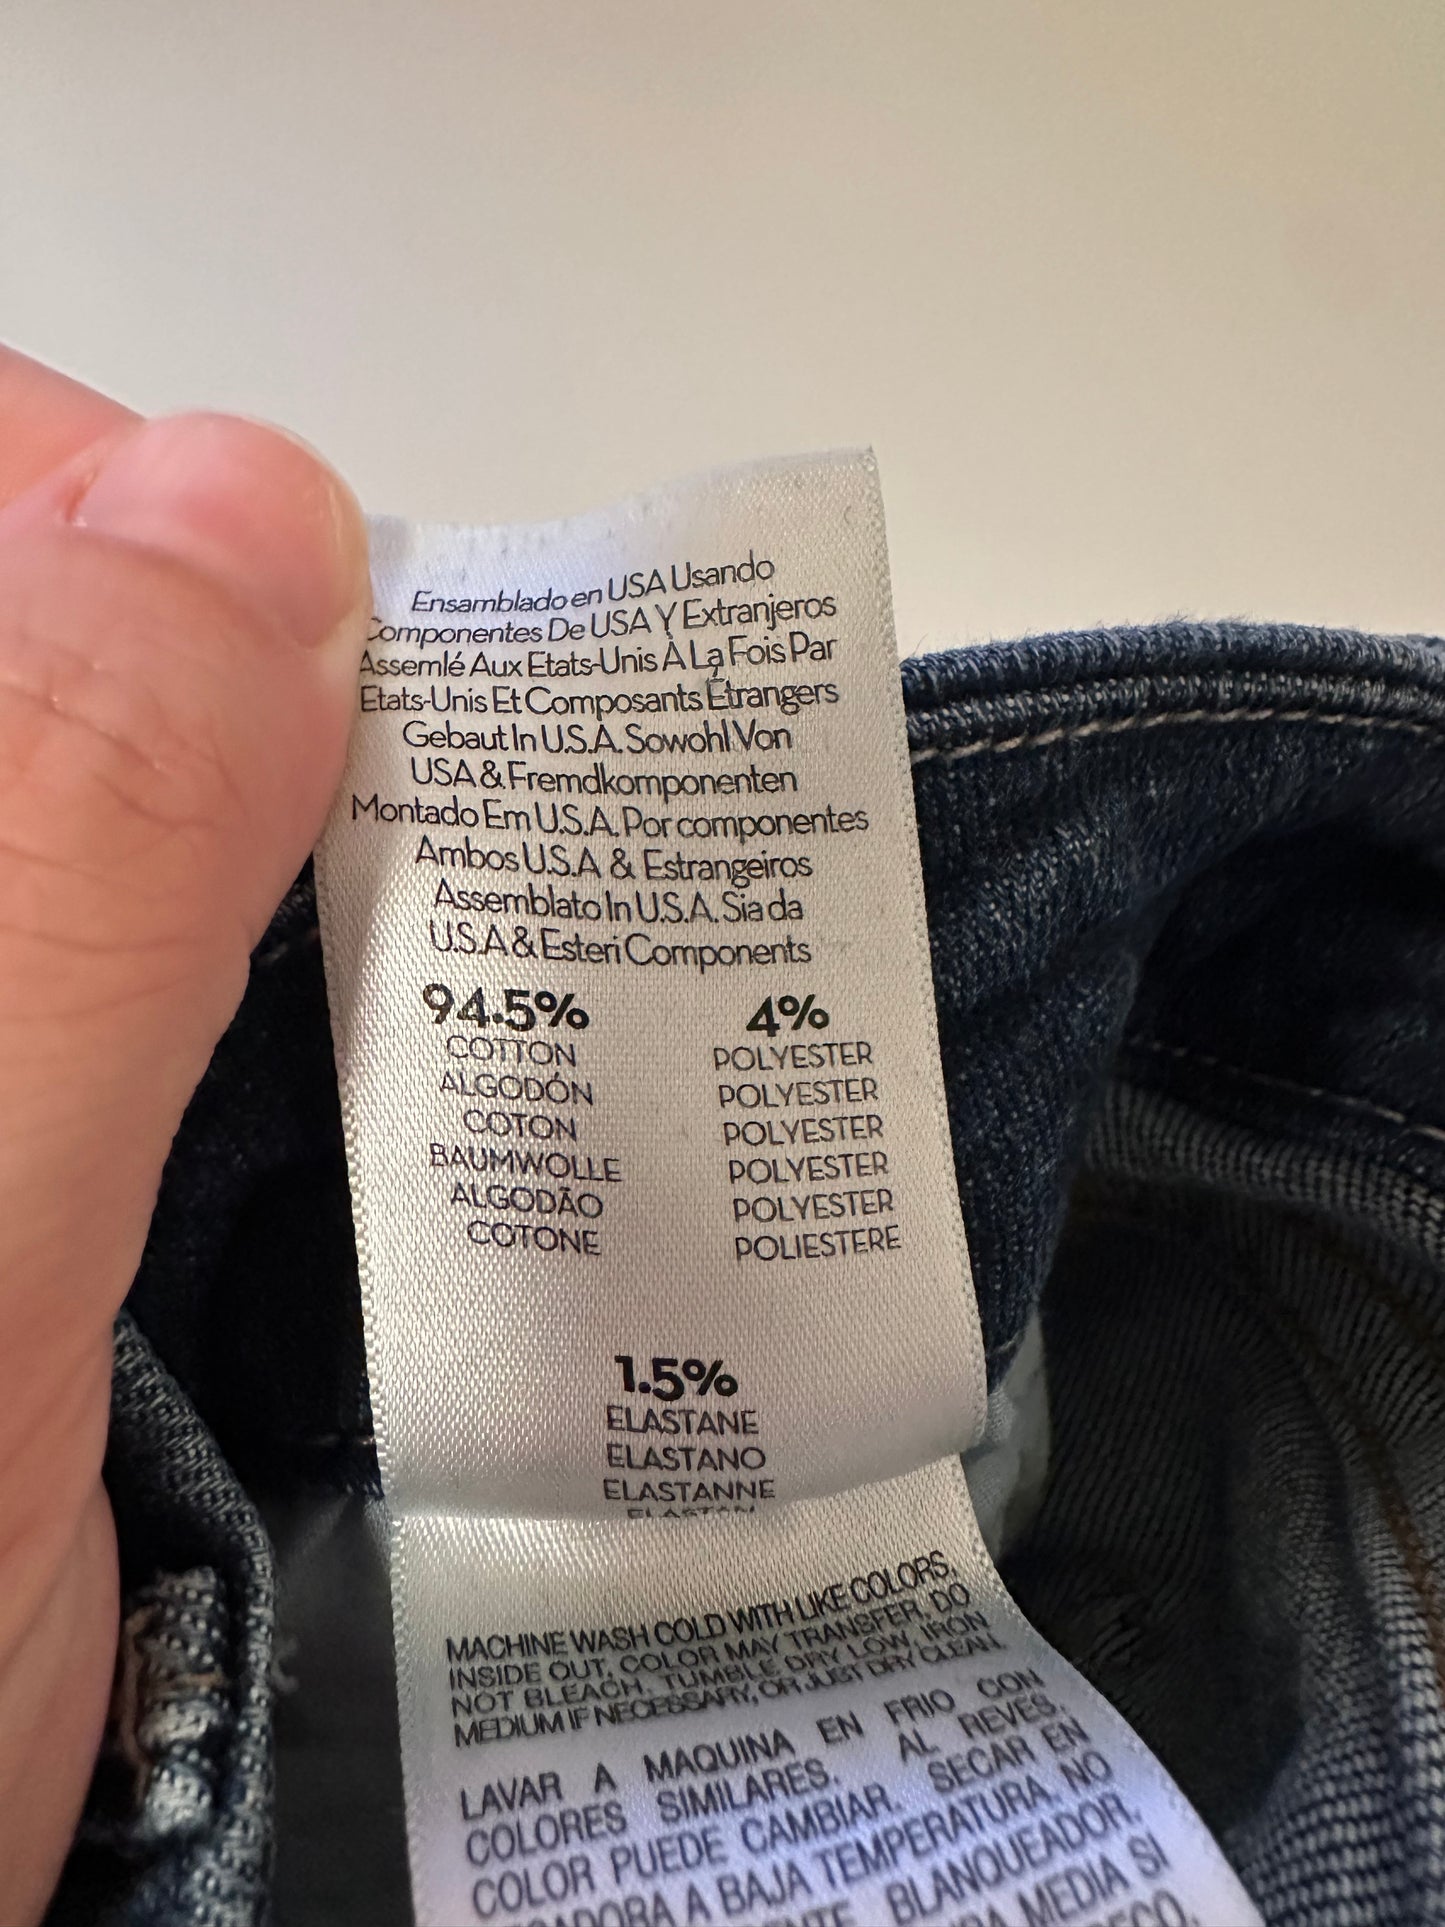 Ensamblado en USA Usando
Componentes De USA Y Extranjeros
Assemlé Aux Etats-Unis À La Fois Par
Etats-Unis Et Composants Étrangers
Gebaut In U.S.A. Sowohl Von
USA & Fremdkomponenten
Montado Em U.S.A. Por componentes
Ambos U.S.A & Estrangeiros
Assemblato In U.S.A. Sia da
U.S.A & Esteri Components
94.5%
COTTON
ALGODÓN
COTON
BAUMWOLLE
ALGODÃO
COTONE
4%
POLYESTER
POLYESTER
POLYESTER
POLYESTER
POLYESTER
POLIESTERE
1.5%
ELASTANE
ELASTANO
ELASTANNE
MACHINE WASH COLD WITH LIKE COLORS,
INSIDE OUT. COLOR MAY TRANSFER. DO
NOT BLEACH. TUMBLE DRY LOW. IRON
MEDIUM IF NECESSARY, OR JUST DRY CLEAN.
LAVAR A MAQUINA EN FRIO CON
COLORES SIMILARES, AL REVES.
COLOR PUEDE CAMBIAR. SECAR EN
A BAJA TEMPERATURA. NO
BLANQUEADOR.
MEDIA SI